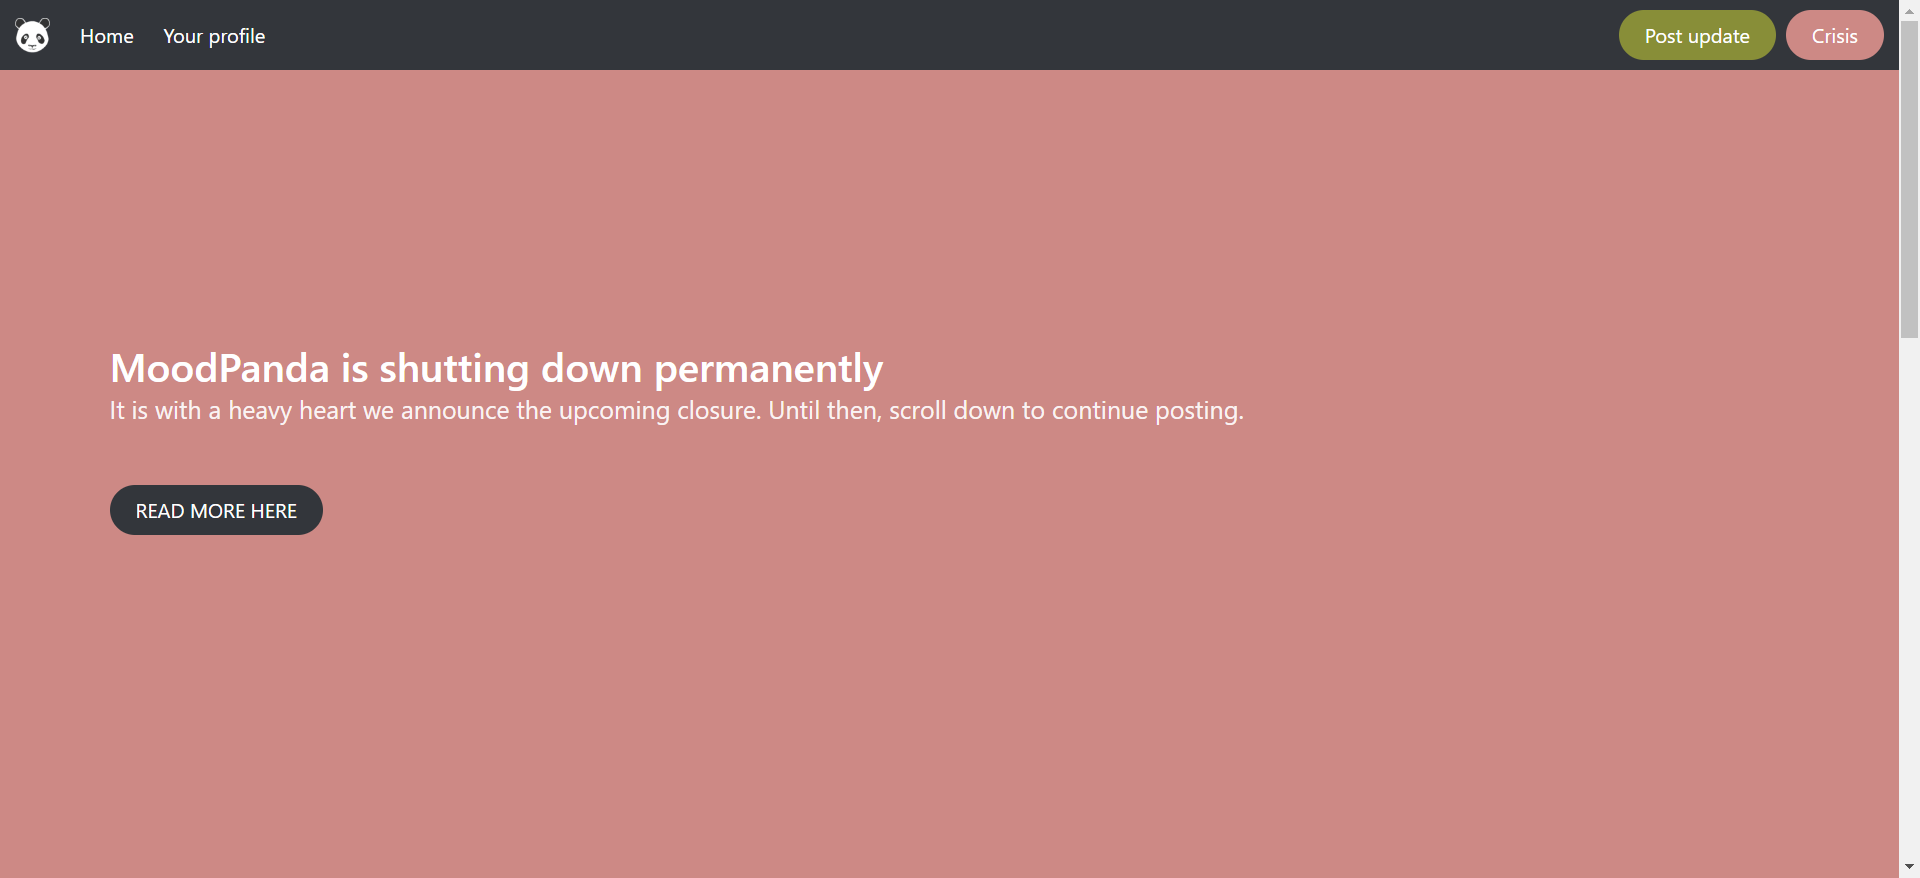 Home
Your profile
Post update
Crisis
MoodPanda is shutting down permanently
It is with a heavy heart we announce the upcoming closure. Until then, scroll down to continue posting.
READ MORE HERE